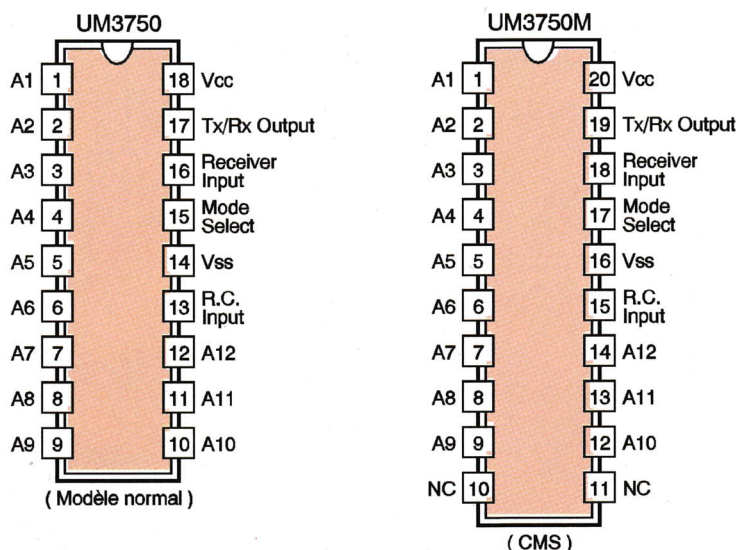 UM3750
A1 1 18 Vcc
A2 2 17 Tx/Rx Output
A3 3 16 Receiver
Input
A4 4 15 Mode
Select
A5 5 14 Vss
A6 6 13 R.C.
Input
A7 7 12 A12
A8 8 11 A11
A9 9 10 A10
( Modèle normal )
UM3750M
A1 1 20 Vcc
A2 2 19 Tx/Rx Output
A3 3 18 Receiver
Input
A4 4 17 Mode
Select
A5 5 16 Vss
A6 6 15 R.C.
Input
A7 7 14 A12
A8 8 13 A11
A9 9 12 A10
NC 10 11 NC
( CMS )